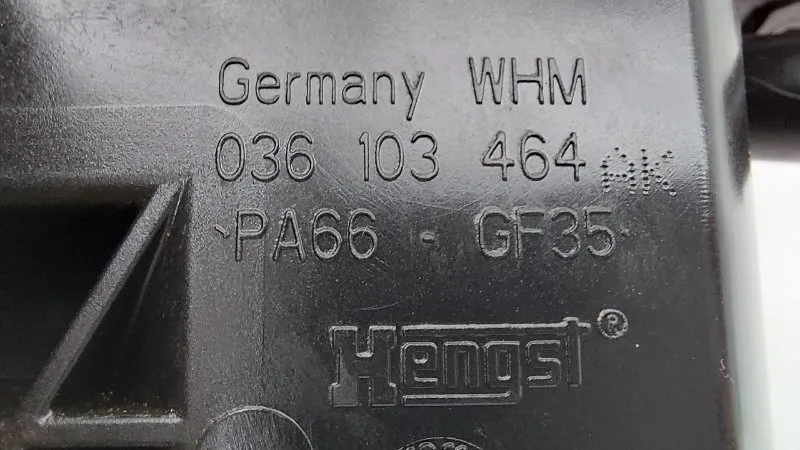 Germany WHM
036 103 464 AK
>PA66 - GF35<
Hengst®